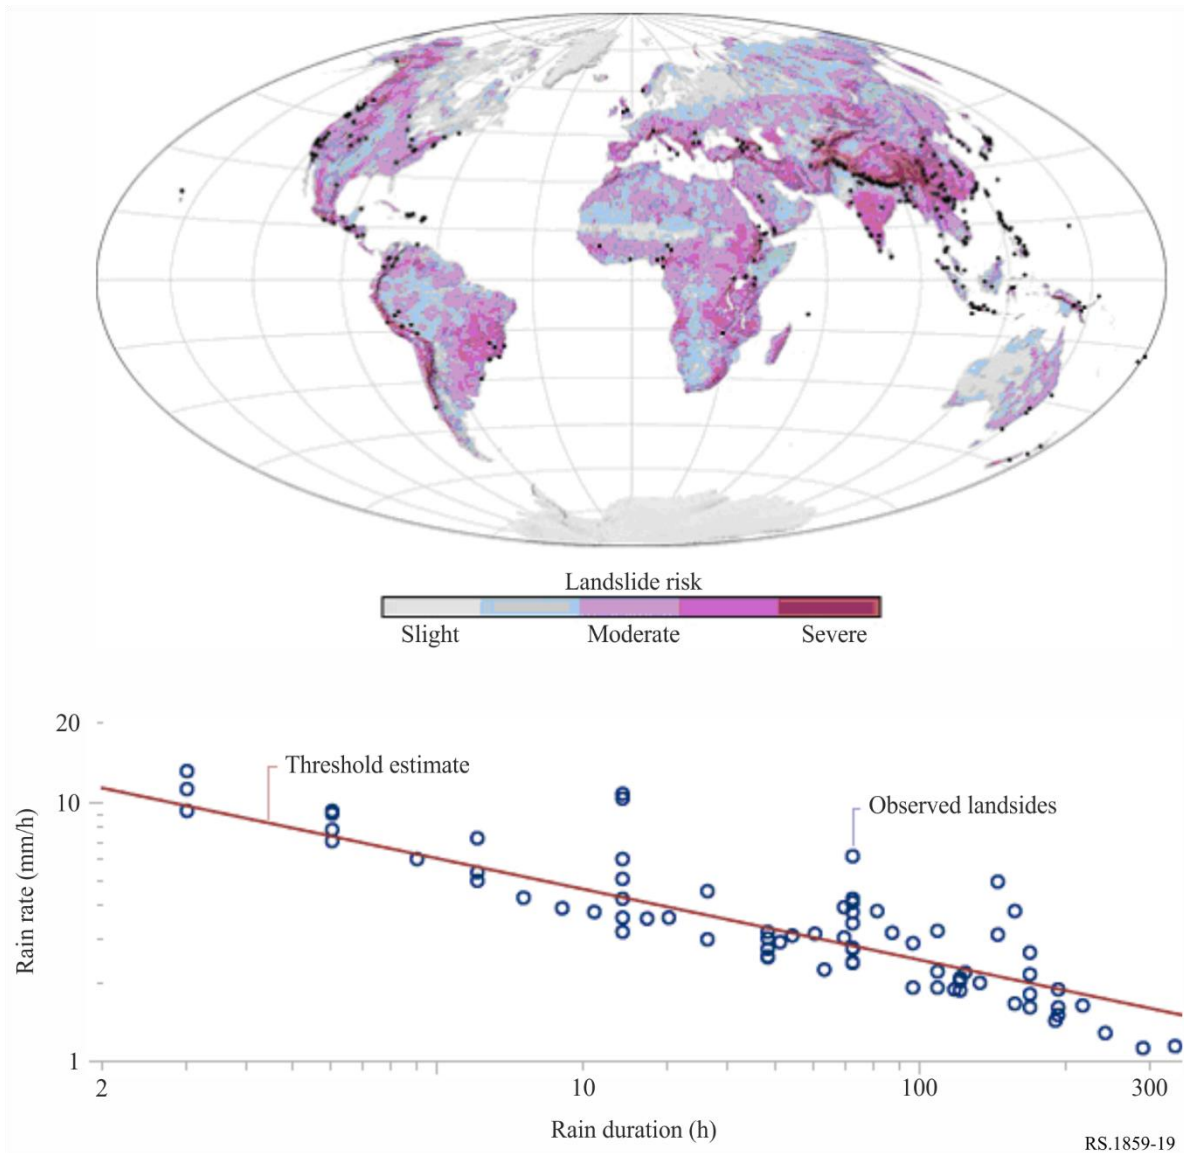 Landslide risk
Slight Moderate Severe
20
Threshold estimate
10
Observed landsides
Rain rate (mm/h)
1
2 10 100 300
Rain duration (h)
RS.1859-19